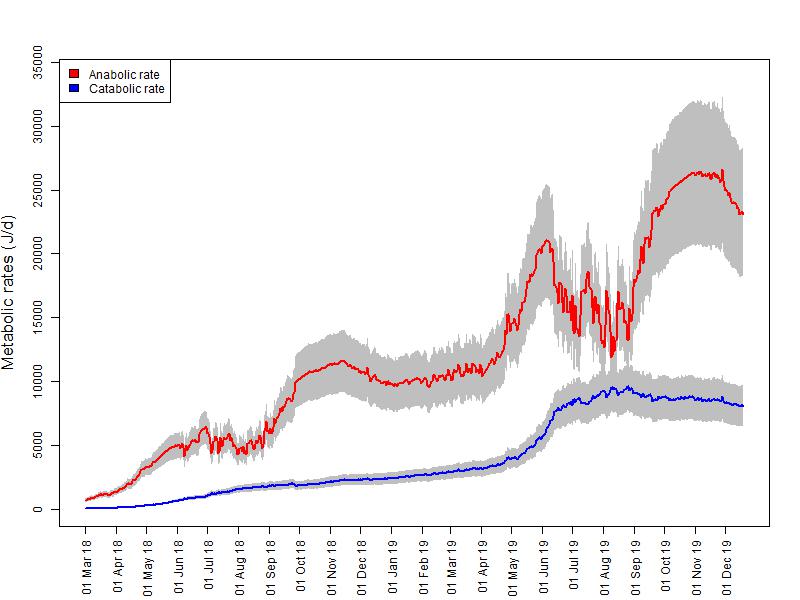 Metabolic rates (J/d)
35000
30000
25000
20000
15000
10000
5000
0
Anabolic rate
Catabolic rate
01 Mar 18
01 Apr 18
01 May 18
01 Jun 18
01 Jul 18
01 Aug 18
01 Sep 18
01 Oct 18
01 Nov 18
01 Dec 18
01 Jan 19
01 Feb 19
01 Mar 19
01 Apr 19
01 May 19
01 Jun 19
01 Jul 19
01 Aug 19
01 Sep 19
01 Oct 19
01 Nov 19
01 Dec 19